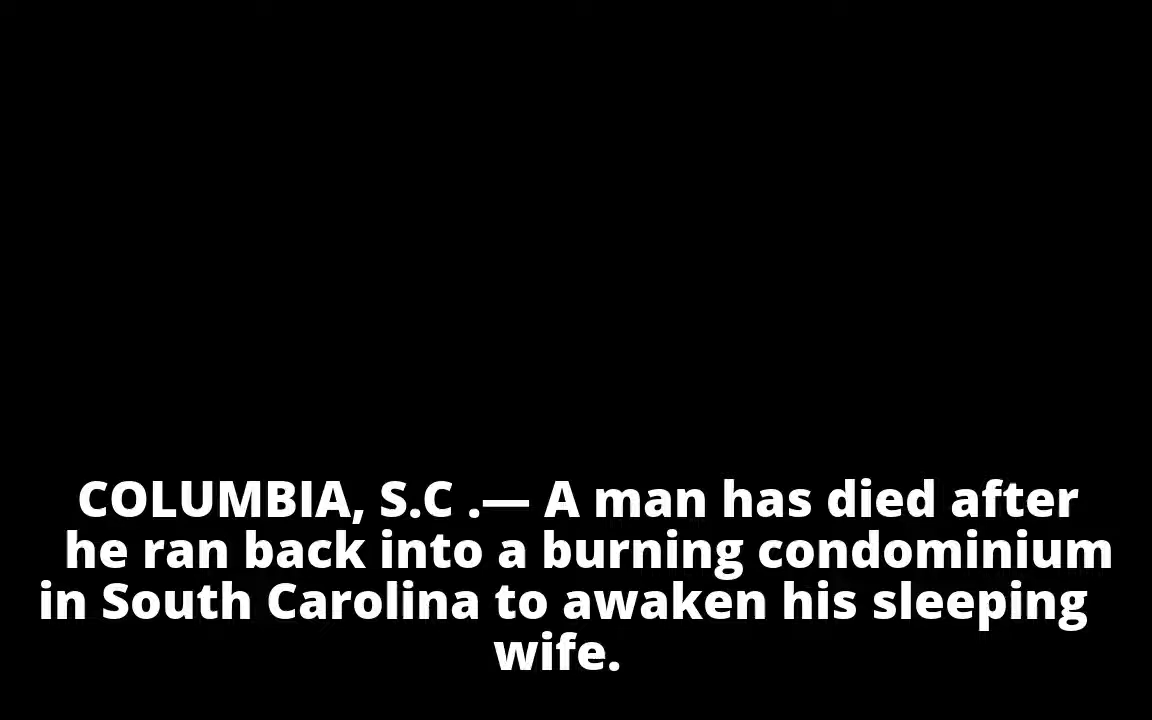 COLUMBIA, S.C .— A man has died after
he ran back into a burning condominium
in South Carolina to awaken his sleeping
wife.